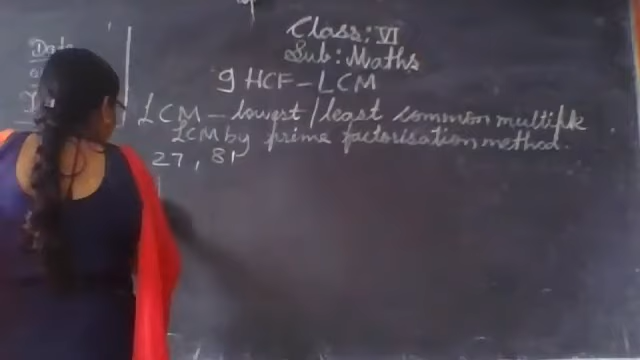 Date
Class: VI
Sub: Maths
9 HCF - LCM
LCM - lowest/least common multiple
LCM by prime factorisation method.
27, 81